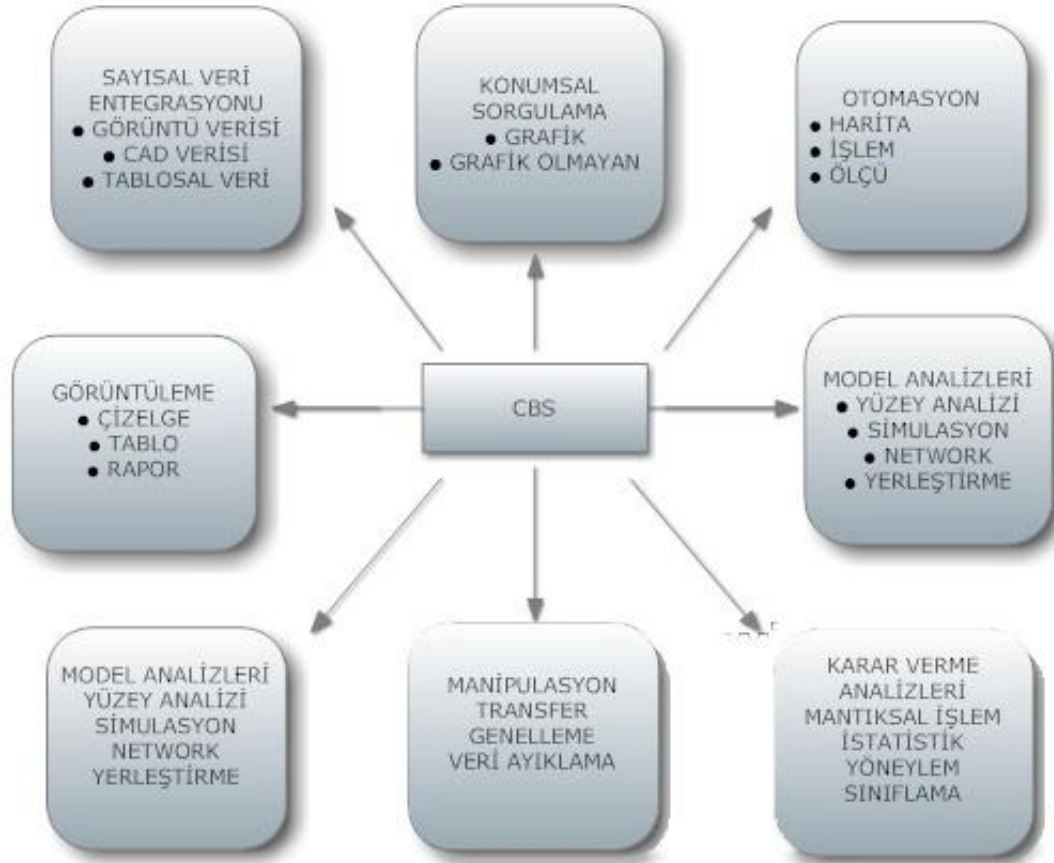 SAYISAL VERİ
ENTEGRASYONU
● GÖRÜNTÜ VERİSİ
● CAD VERİSİ
● TABLOSAL VERİ
KONUMSAL
SORGULAMA
● GRAFİK
● GRAFİK OLMAYAN
OTOMASYON
● HARİTA
● İŞLEM
● ÖLÇÜ
GÖRÜNTÜLEME
● ÇİZELGE
● TABLO
● RAPOR
CBS
MODEL ANALİZLERİ
● YÜZEY ANALİZİ
● SİMULASYON
● NETWORK
● YERLEŞTİRME
MODEL ANALİZLERİ
YÜZEY ANALİZİ
SİMULASYON
NETWORK
YERLEŞTİRME
MANİPULASYON
TRANSFER
GENELLEME
VERİ AYIKLAMA
KARAR VERME
ANALİZLERİ
MANTIKSAL İŞLEM
İSTATİSTİK
YÖNEYLEM
SINIFLAMA